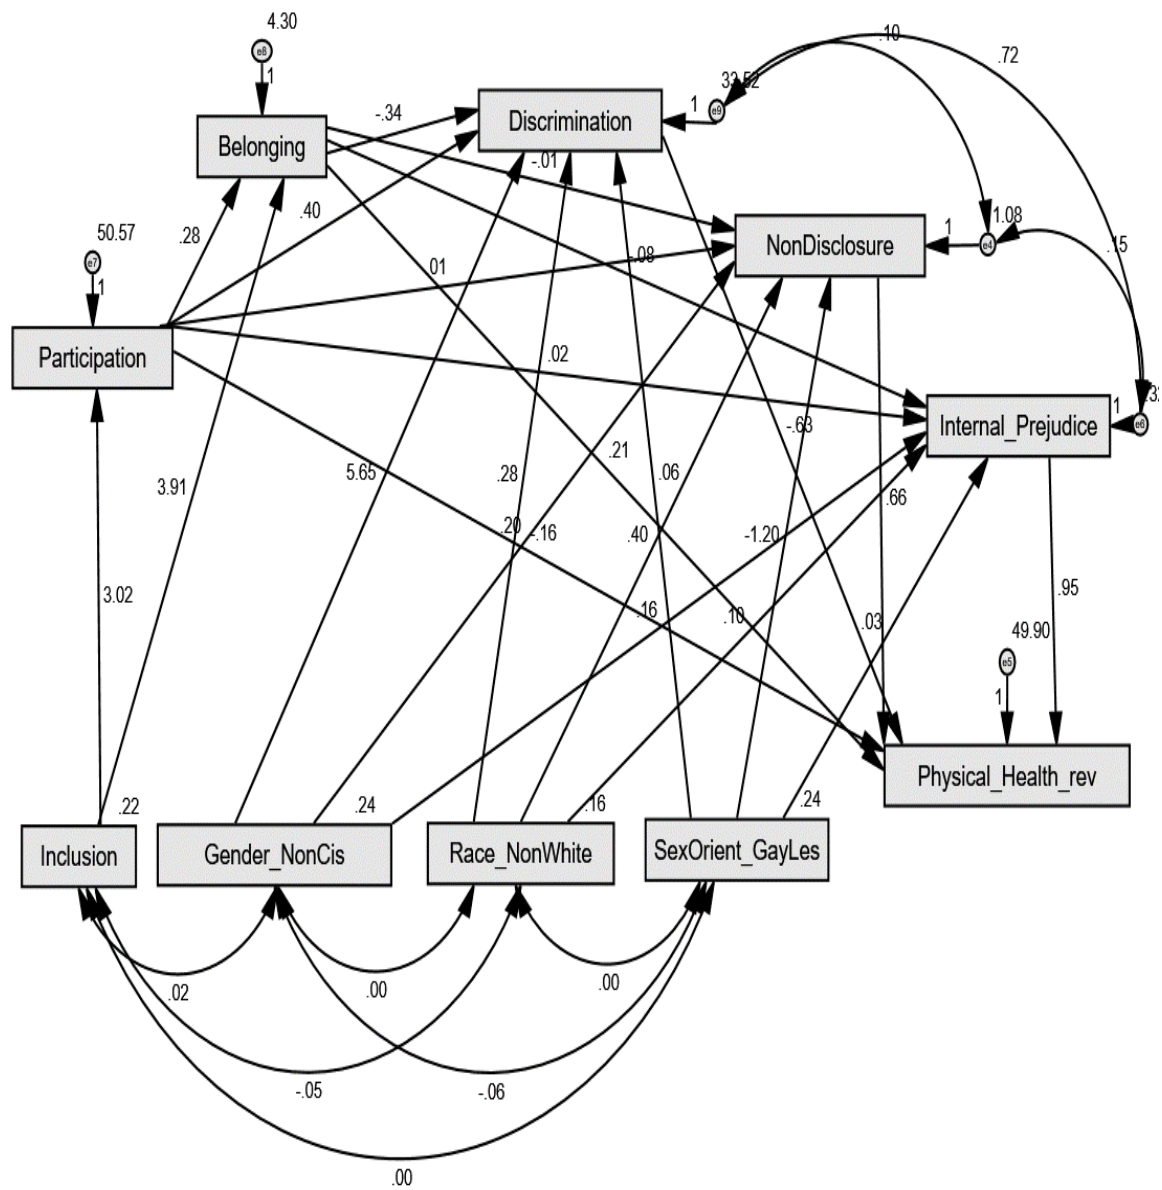 4.30
e8
1
.10
.72
33.52
e9
1
-.34
Discrimination
Belonging
-.01
.40
50.57
.28
1.08
1
e4
.15
NonDisclosure
-.08
01
e7
1
Participation
.02
1
e6
Internal_Prejudice
-.63
.21
5.65
.28
.06
3.91
.66
.20
-.16
.40
-1.20
3.02
.95
.16
.10
.03
49.90
e5
1
Physical_Health_rev
.22
.24
.16
.24
Inclusion
Gender_NonCis
Race_NonWhite
SexOrient_GayLes
.02
.00
.00
-.05
-.06
.00